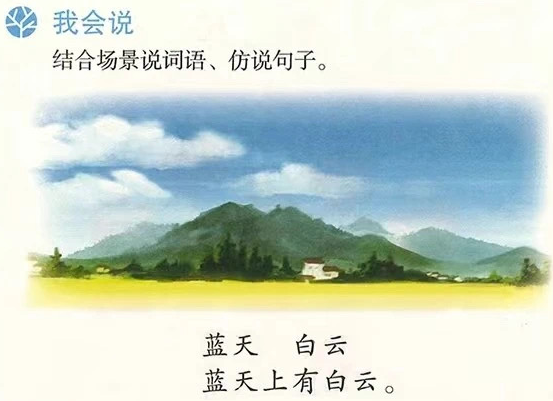 我会说
结合场景说词语、仿说句子。
蓝天 白云
蓝天上有白云。